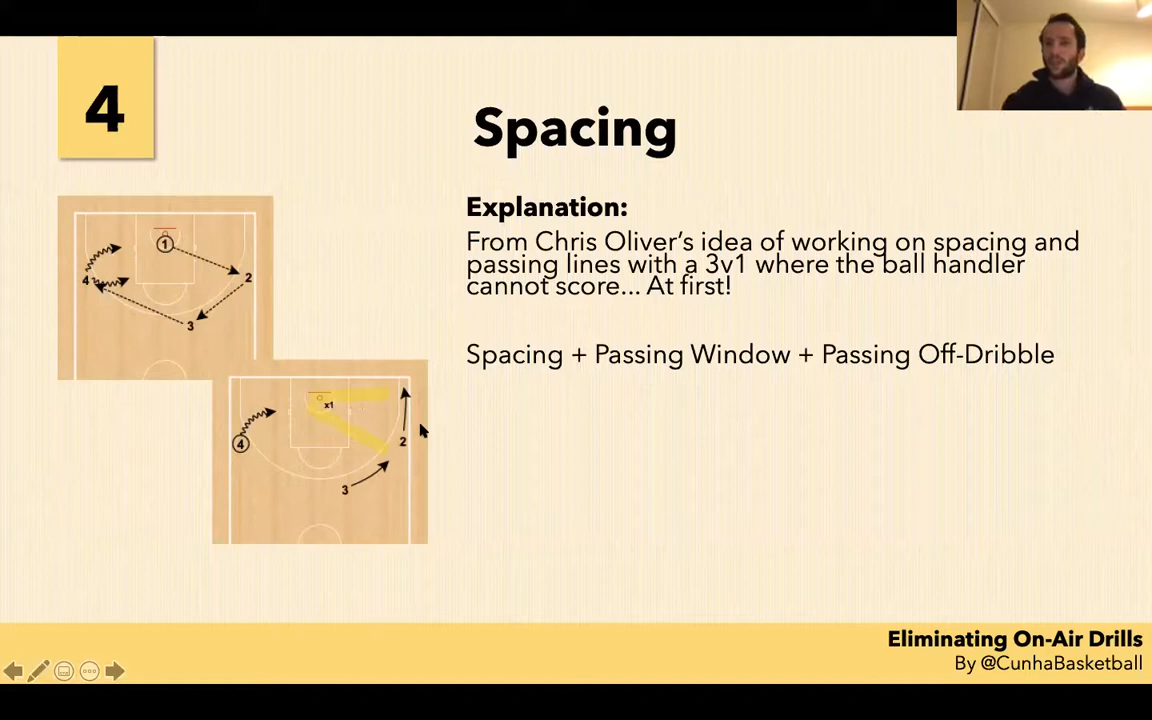 4
Spacing
Explanation:
From Chris Oliver's idea of working on spacing and
passing lines with a 3v1 where the ball handler
cannot score... At first!
Spacing + Passing Window + Passing Off-Dribble
1
4
2
3
x1
4
2
3
Eliminating On-Air Drills
By @CunhaBasketball